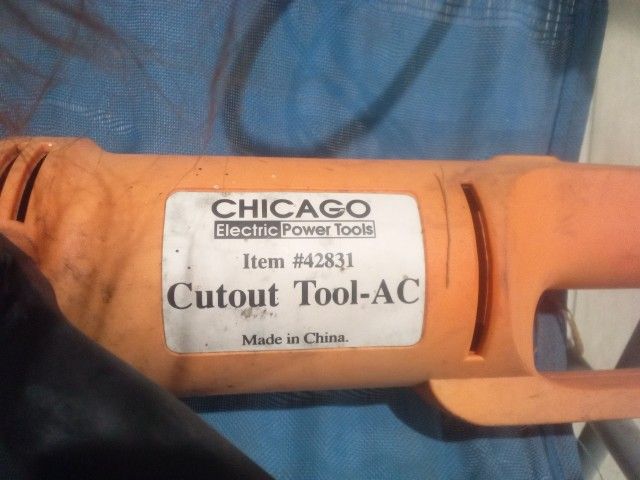 CHICAGO
Electric Power Tools
Item #42831
Cutout Tool-AC
Made in China.